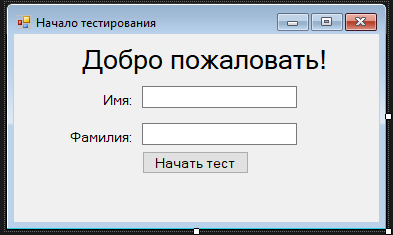 Начало тестирования
Добро пожаловать!
Имя:
Фамилия:
Начать тест